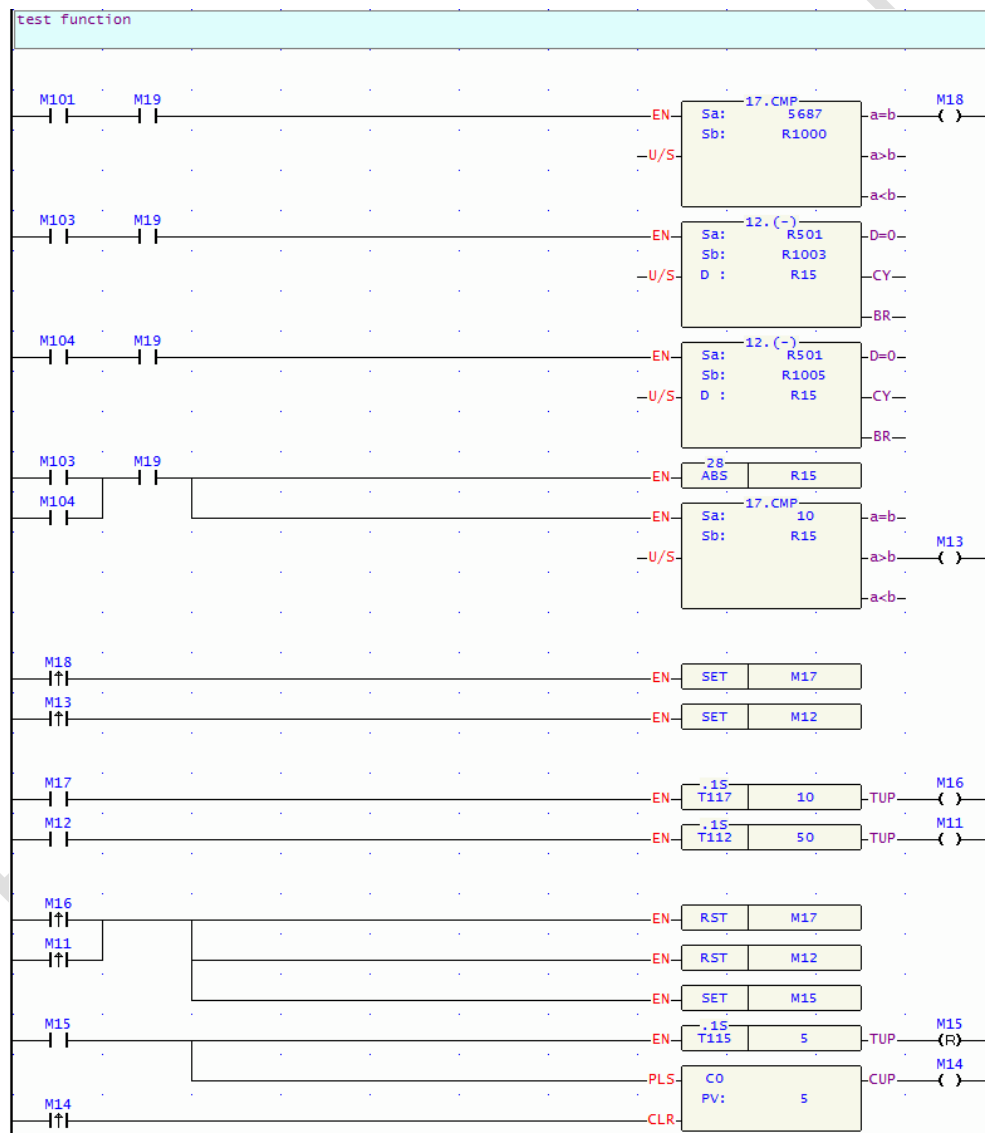 test function
M101 M19 17.CMP M18
EN Sa: 5687 a=b
Sb: R1000
U/S a>b
a<b
M103 M19 12.(-)
EN Sa: R501 D=0
Sb: R1003
U/S D : R15 CY
BR
M104 M19 12.(-)
EN Sa: R501 D=0
Sb: R1005
U/S D : R15 CY
BR
M103 M19 28
EN ABS R15
M104 17.CMP
EN Sa: 10 a=b
Sb: R15 M13
U/S a>b
a<b
M18
EN SET M17
M13
EN SET M12
M17 .1S M16
EN T117 10 TUP
M12 .1S M11
EN T112 50 TUP
M16
EN RST M17
M11
EN RST M12
EN SET M15
M15 .1S M15
EN T115 5 TUP (R)
M14
PLS C0 CUP
PV: 5
M14
CLR